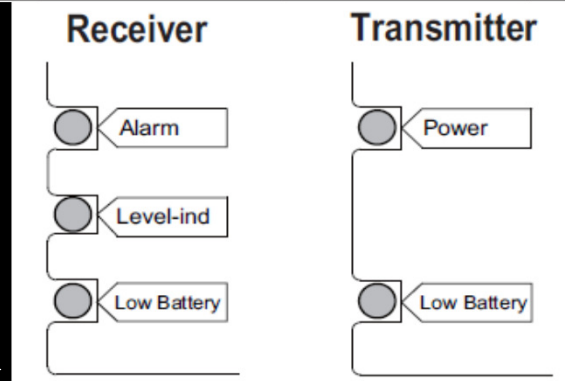 Receiver
Alarm
Level-ind
Low Battery
Transmitter
Power
Low Battery